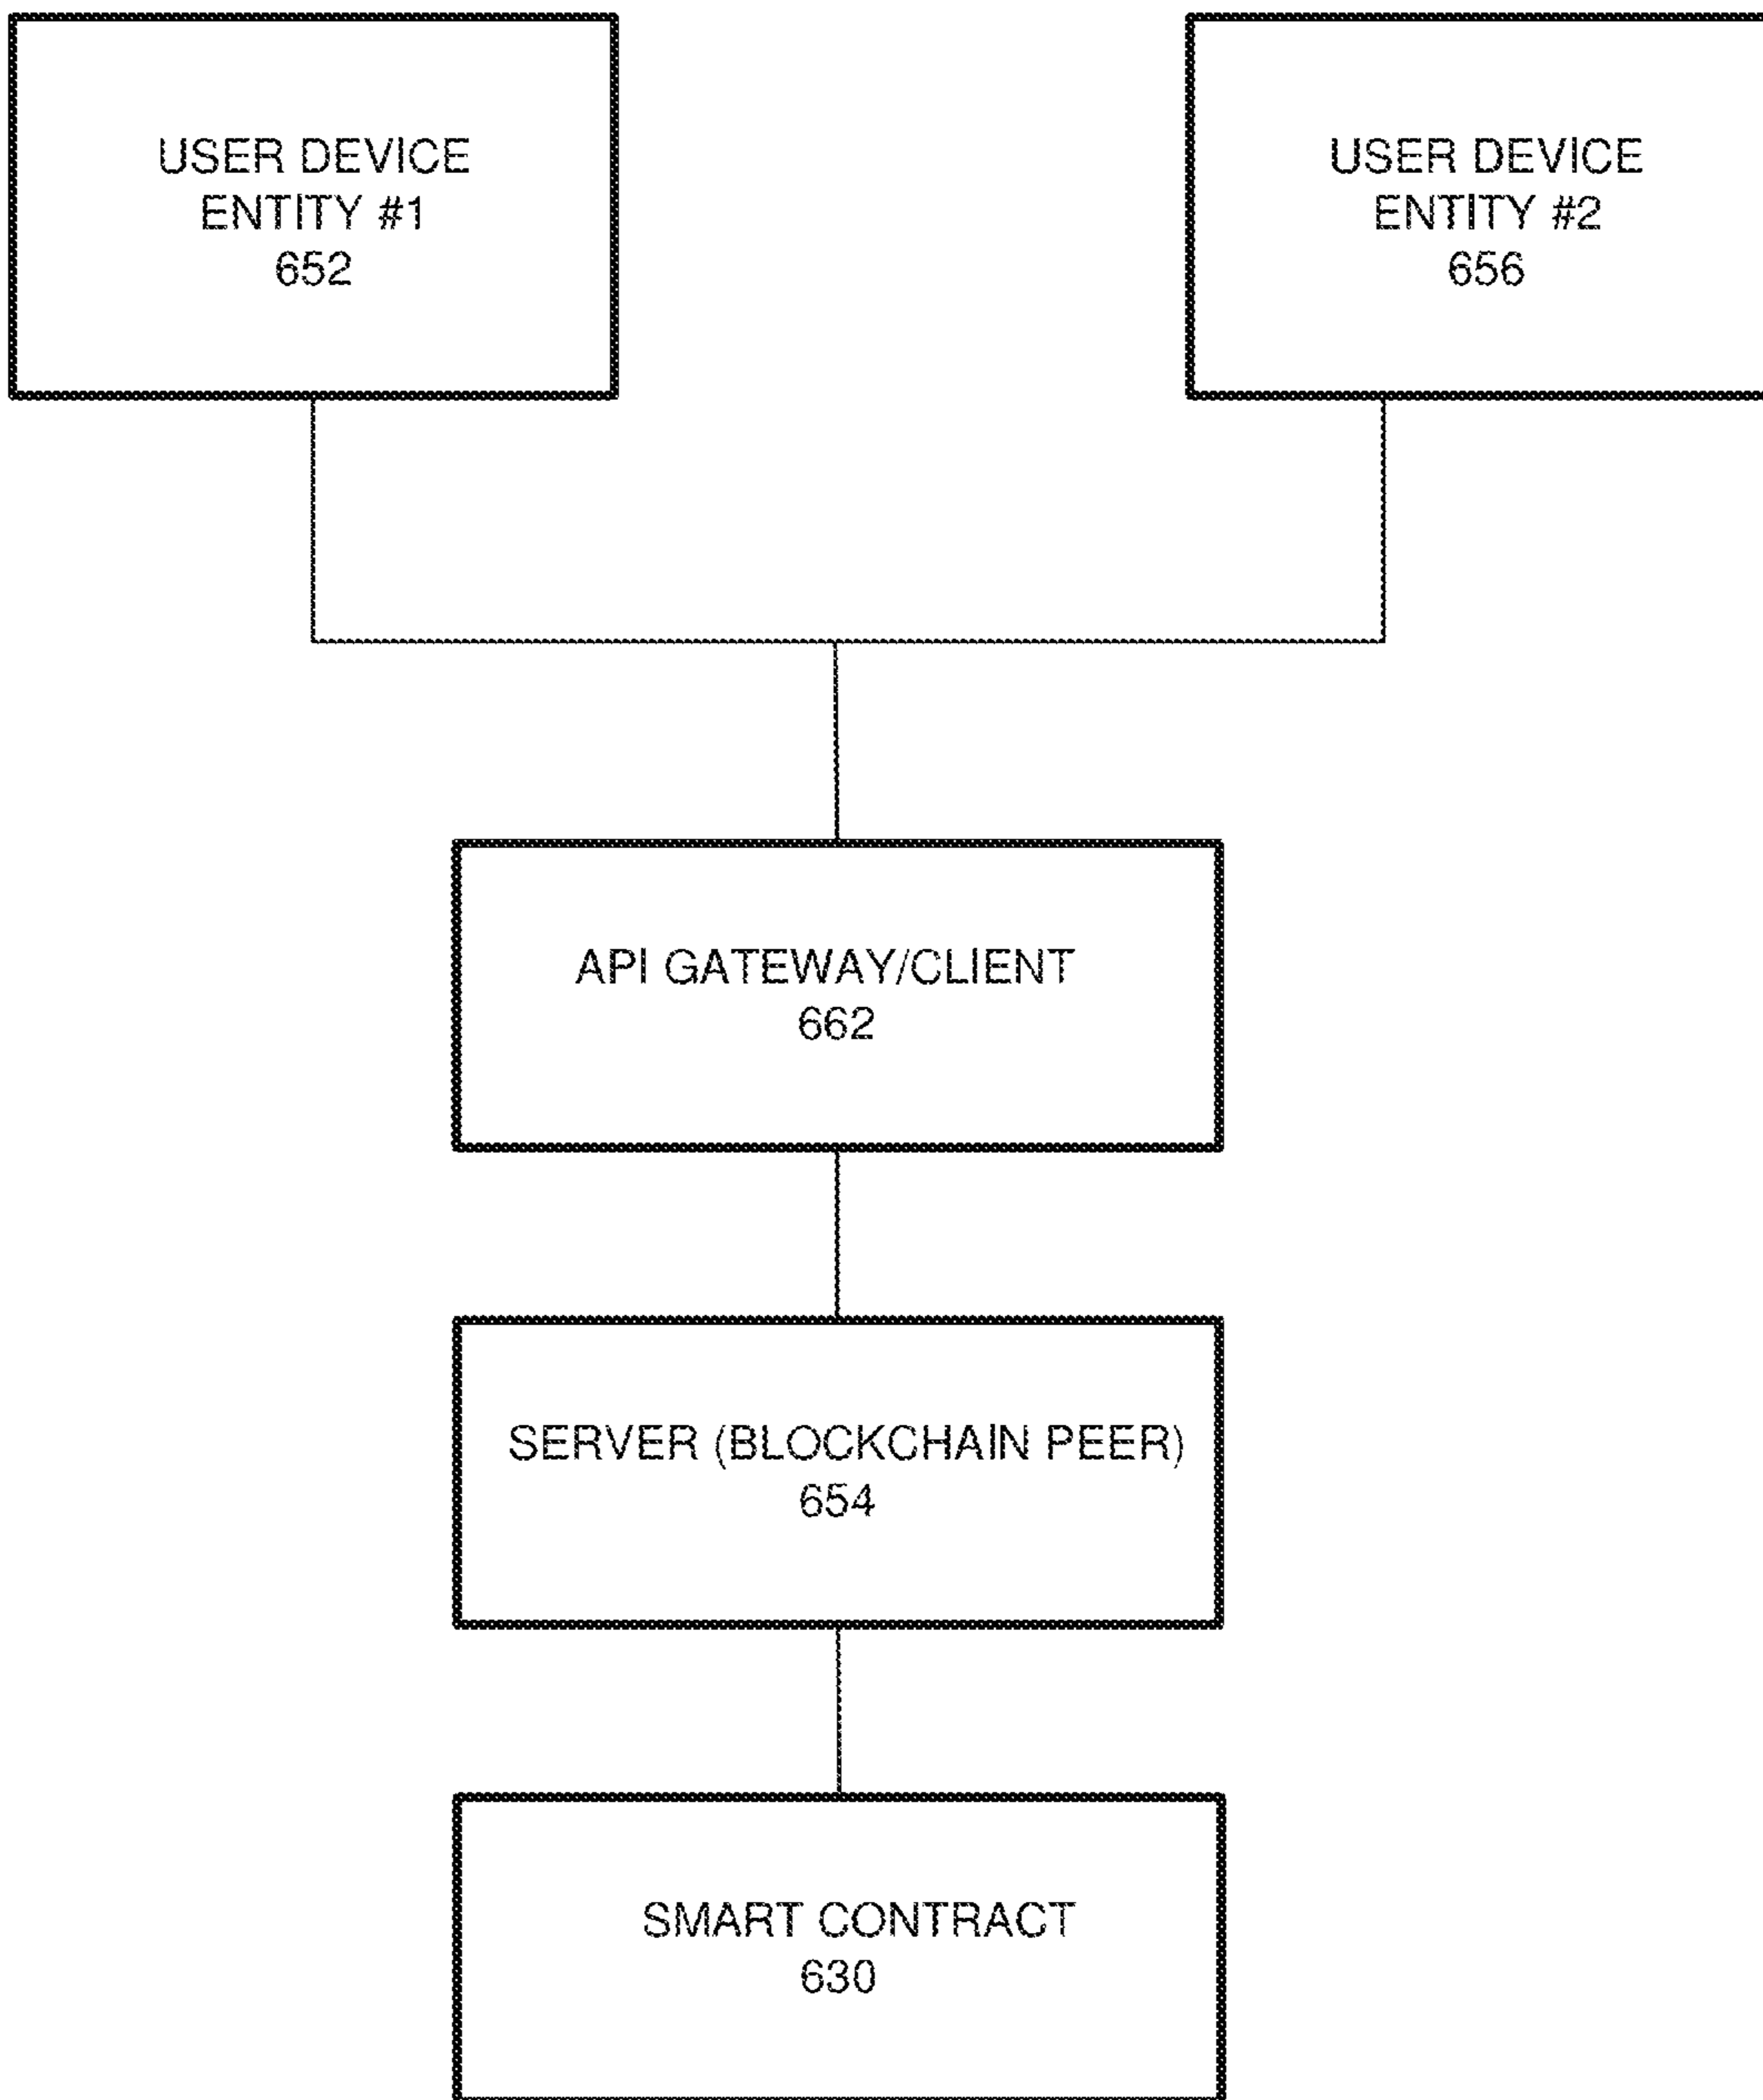 USER DEVICE
ENTITY #1
652
USER DEVICE
ENTITY #2
656
API GATEWAY/CLIENT
662
SERVER (BLOCKCHAIN PEER)
654
SMART CONTRACT
630